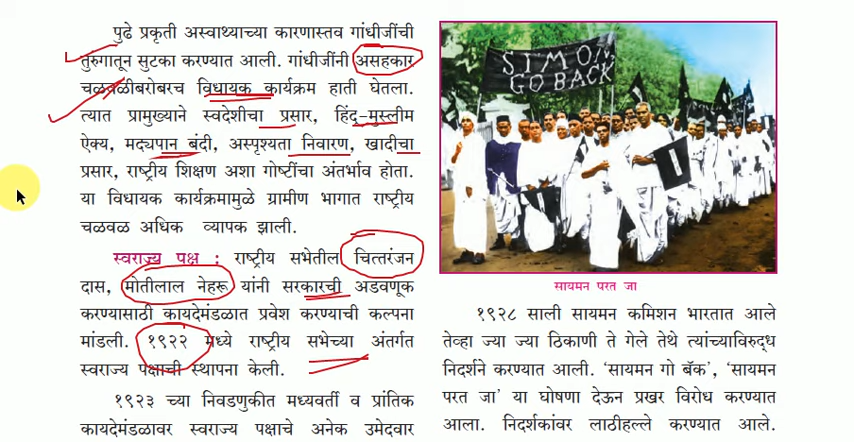 पुढे प्रकृती अस्वाथ्याच्या कारणास्तव गांधीजींची
तुरुंगातून सुटका करण्यात आली. गांधीजींनी असहकार
चळवळीबरोबरच विधायक कार्यक्रम हाती घेतला.
त्यात प्रामुख्याने स्वदेशीचा प्रसार, हिंदू-मुस्लीम
ऐक्य, मद्यपान बंदी, अस्पृश्यता निवारण, खादीचा
प्रसार, राष्ट्रीय शिक्षण अशा गोष्टींचा अंतर्भाव होता.
या विधायक कार्यक्रमामुळे ग्रामीण भागात राष्ट्रीय
चळवळ अधिक व्यापक झाली.
स्वराज्य पक्ष : राष्ट्रीय सभेतील चित्तरंजन
दास, मोतीलाल नेहरू यांनी सरकारची अडवणूक
करण्यासाठी कायदेमंडळात प्रवेश करण्याची कल्पना
मांडली. १९२२ मध्ये राष्ट्रीय सभेच्या अंतर्गत
स्वराज्य पक्षाची स्थापना केली.
१९२३ च्या निवडणुकीत मध्यवर्ती व प्रांतिक
कायदेमंडळावर स्वराज्य पक्षाचे अनेक उमेदवार
SIMON
GO BACK
सायमन परत जा
१९२८ साली सायमन कमिशन भारतात आले
तेव्हा ज्या ज्या ठिकाणी ते गेले तेथे त्यांच्याविरुद्ध
निदर्शने करण्यात आली. ‘सायमन गो बॅक’, ‘सायमन
परत जा’ या घोषणा देऊन प्रखर विरोध करण्यात
आला. निदर्शकांवर लाठीहल्ले करण्यात आले.